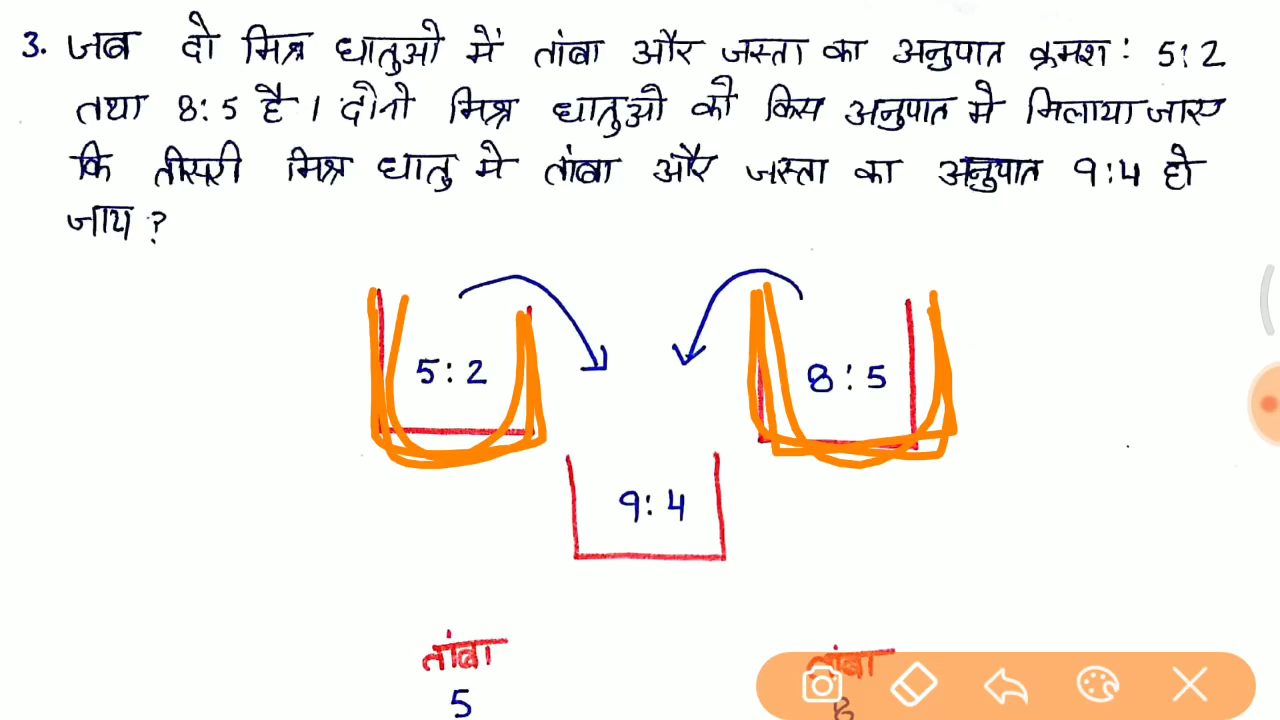 3. जब दो मिश्र धातुओ में तांबा और जस्ता का अनुपात क्रमश: 5:2
तथा 8:5 है। दोनो मिश्र धातुओ को किस अनुपात मे मिलाया जाए
कि तीसरी मिश्र धातु मे तांबा और जस्ता का अनुपात 9:4 हो
जाय ?
5:2
8:5
9:4
तांबा
तांबा
5
8